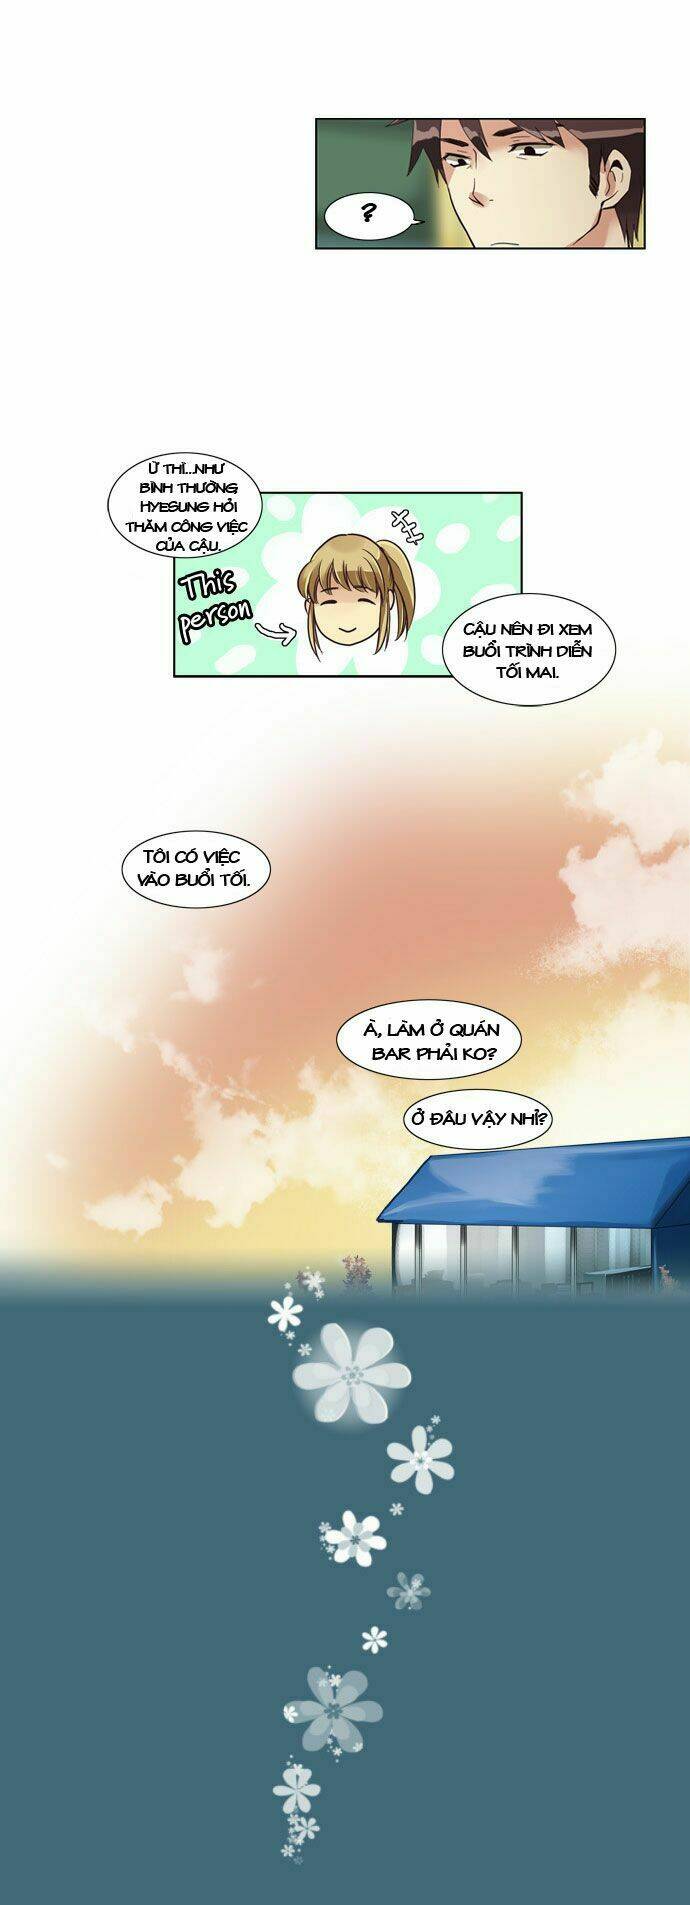 ?
Ừ THÌ...NHƯ
BÌNH THƯỜNG,
HYESUNG HỎI
THĂM CÔNG VIỆC
CỦA CẬU.
This
person
CẬU NÊN ĐI XEM
BUỔI TRÌNH DIỄN
TỐI MAI.
TÔI CÓ VIỆC
VÀO BUỔI TỐI.
À, LÀM Ở QUÁN
BAR PHẢI KO?
Ở ĐÂU VẬY NHỈ?